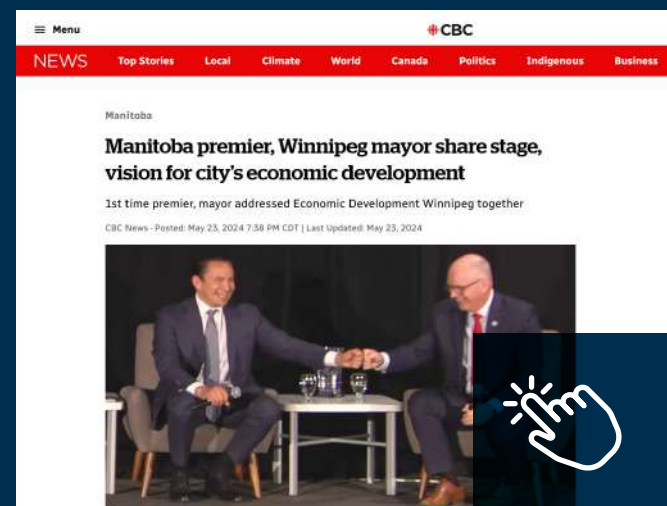 Menu
CBC
NEWS Top Stories Local Climate World Canada Politics Indigenous Business
Manitoba
Manitoba premier, Winnipeg mayor share stage,
vision for city's economic development
1st time premier, mayor addressed Economic Development Winnipeg together
CBC News · Posted: May 23, 2024 7:38 PM CDT | Last Updated: May 23, 2024